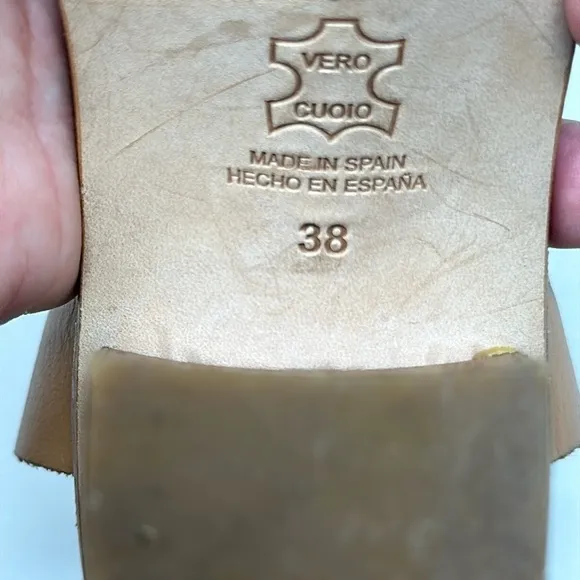 VERO
CUOIO
MADE IN SPAIN
HECHO EN ESPAÑA
38